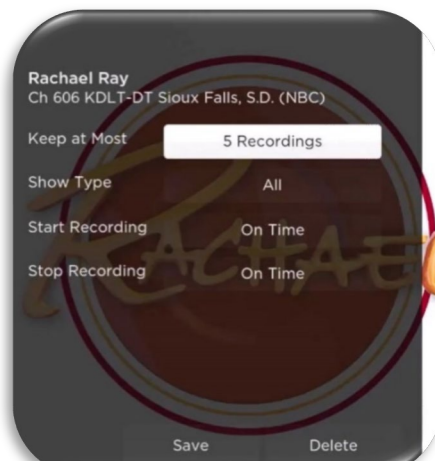 Rachael Ray
Ch 606 KDLT-DT Sioux Falls, S.D. (NBC)
Keep at Most 5 Recordings
Show Type All
Start Recording On Time
Stop Recording On Time
RACHAE
Save Delete